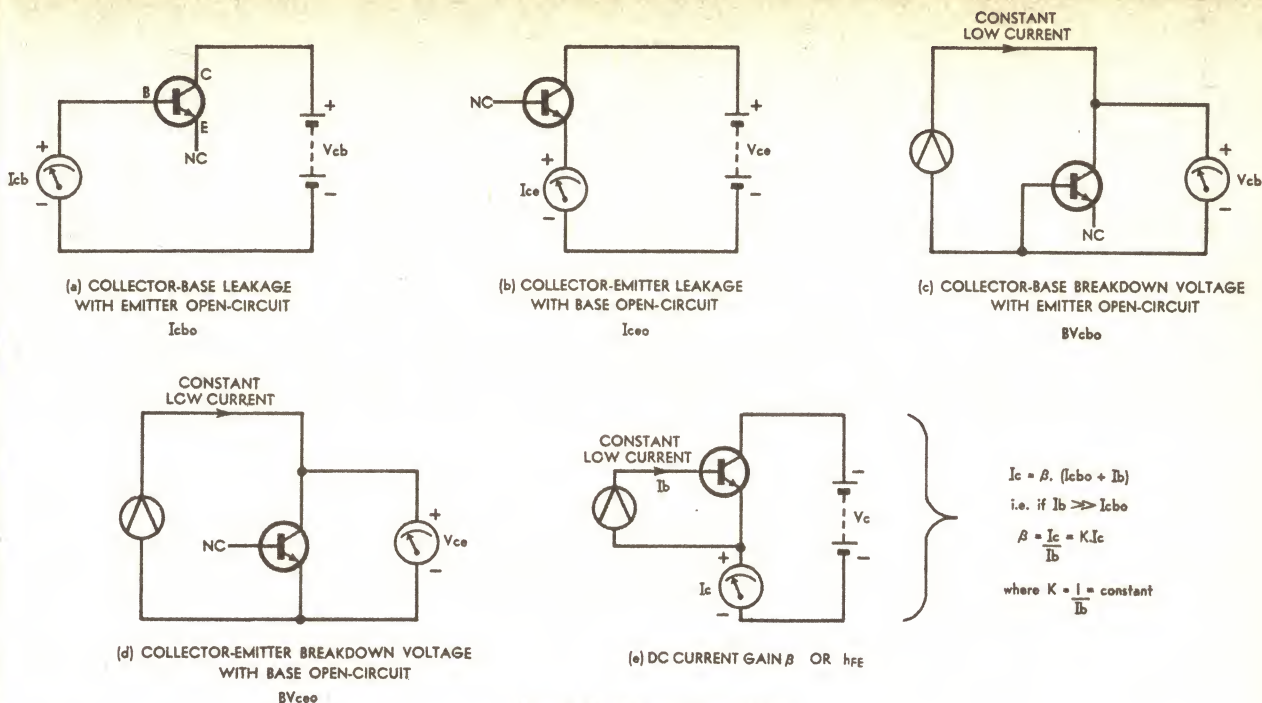 B
C
E
NC
+
Icb
-
+
Vcb
-
(a) COLLECTOR-BASE LEAKAGE
WITH EMITTER OPEN-CIRCUIT
Icbo
NC
+
Ice
-
+
Vce
-
(b) COLLECTOR-EMITTER LEAKAGE
WITH BASE OPEN-CIRCUIT
Iceo
CONSTANT
LOW CURRENT
NC
+
Vcb
-
(c) COLLECTOR-BASE BREAKDOWN VOLTAGE
WITH EMITTER OPEN-CIRCUIT
BVcbo
CONSTANT
LOW CURRENT
NC
+
Vce
-
(d) COLLECTOR-EMITTER BREAKDOWN VOLTAGE
WITH BASE OPEN-CIRCUIT
BVceo
CONSTANT
LOW CURRENT
Ib
+
Ic
-
-
Vc
-
(e) DC CURRENT GAIN β OR hFE
Ic = β. (Icbo + Ib)
i.e. if Ib >> Icbo
β = Ic = K.Ic
Ib
where K = 1 = constant
Ib